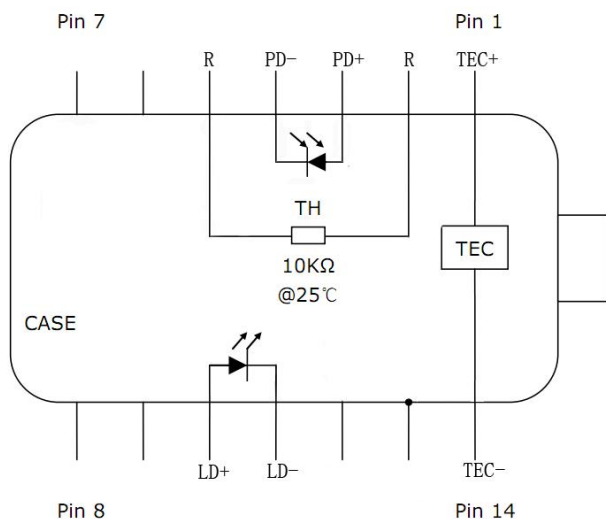 Pin 7 Pin 1
R PD- PD+ R TEC+
TH
10KΩ
@25℃
TEC
CASE
LD+ LD- TEC-
Pin 8 Pin 14